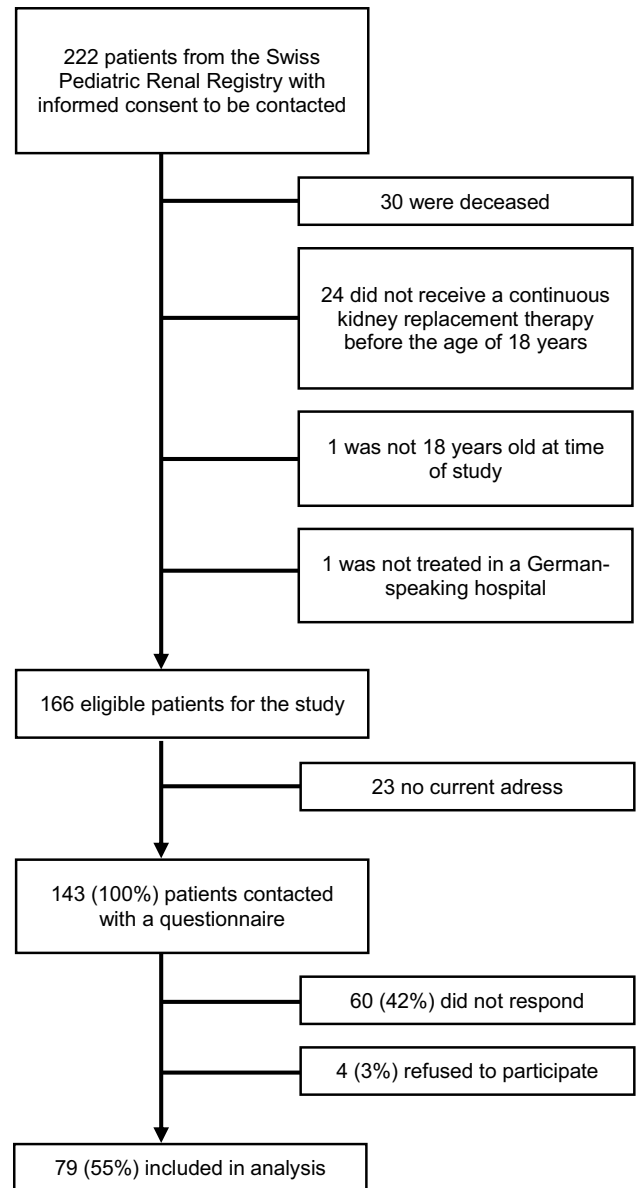 222 patients from the Swiss
Pediatric Renal Registry with
informed consent to be contacted
30 were deceased
24 did not receive a continuous
kidney replacement therapy
before the age of 18 years
1 was not 18 years old at time
of study
1 was not treated in a German-
speaking hospital
166 eligible patients for the study
23 no current adress
143 (100%) patients contacted
with a questionnaire
60 (42%) did not respond
4 (3%) refused to participate
79 (55%) included in analysis